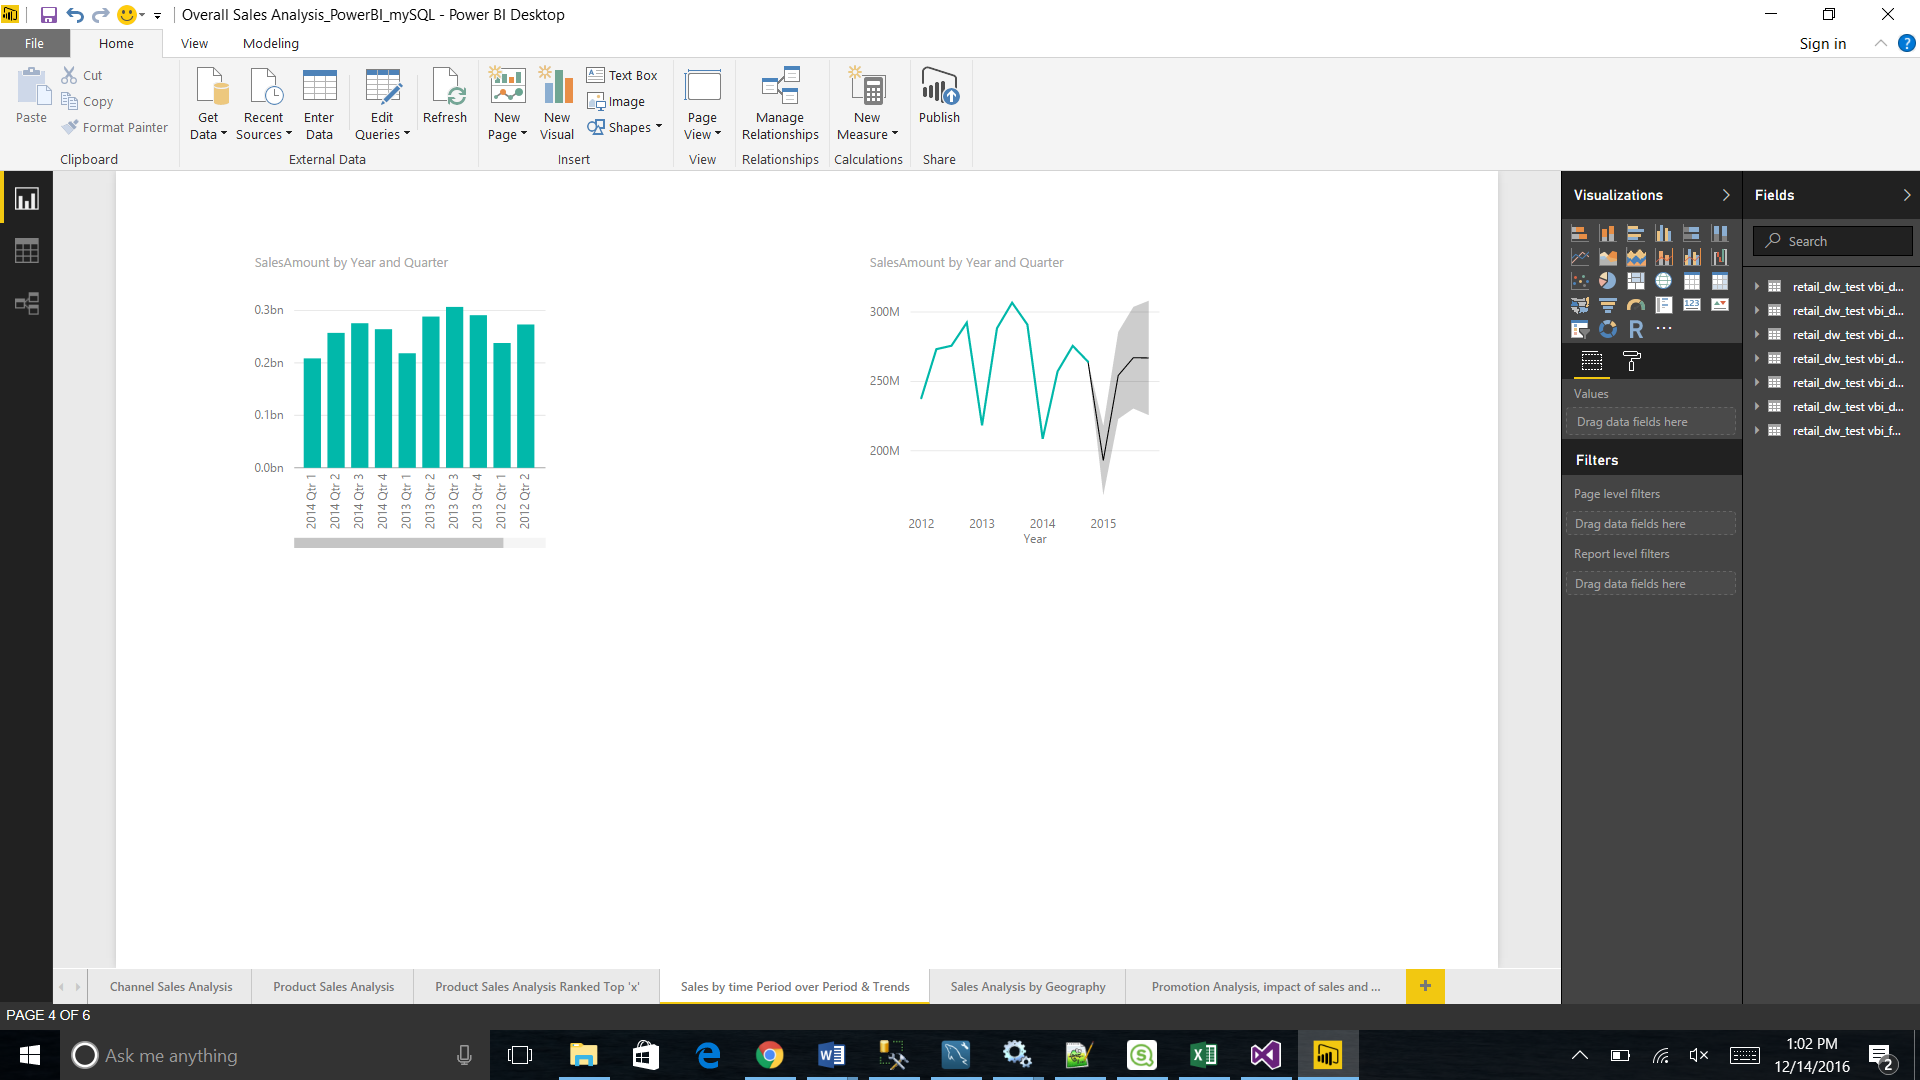 Overall Sales Analysis_PowerBI_mySQL - Power BI Desktop
File
Home
View
Modeling
Sign in
?
Paste
Cut
Copy
Format Painter
Clipboard
Get Data
Recent Sources
Enter Data
Edit Queries
Refresh
External Data
New Page
New Visual
Text Box
Image
Shapes
Insert
Page View
View
Manage Relationships
Relationships
New Measure
Calculations
Publish
Share
SalesAmount by Year and Quarter
0.3bn
0.2bn
0.1bn
0.0bn
2014 Qtr 1
2014 Qtr 2
2014 Qtr 3
2014 Qtr 4
2013 Qtr 1
2013 Qtr 2
2013 Qtr 3
2013 Qtr 4
2012 Qtr 1
2012 Qtr 2
SalesAmount by Year and Quarter
300M
250M
200M
2012
2013
2014
2015
Year
Visualizations
123
R
Values
Drag data fields here
Filters
Page level filters
Drag data fields here
Report level filters
Drag data fields here
Fields
Search
retail_dw_test vbi_d...
retail_dw_test vbi_d...
retail_dw_test vbi_d...
retail_dw_test vbi_d...
retail_dw_test vbi_d...
retail_dw_test vbi_d...
retail_dw_test vbi_f...
Channel Sales Analysis
Product Sales Analysis
Product Sales Analysis Ranked Top 'x'
Sales by time Period over Period & Trends
Sales Analysis by Geography
Promotion Analysis, impact of sales and ...
+
PAGE 4 OF 6
Ask me anything
1:02 PM
12/14/2016
2